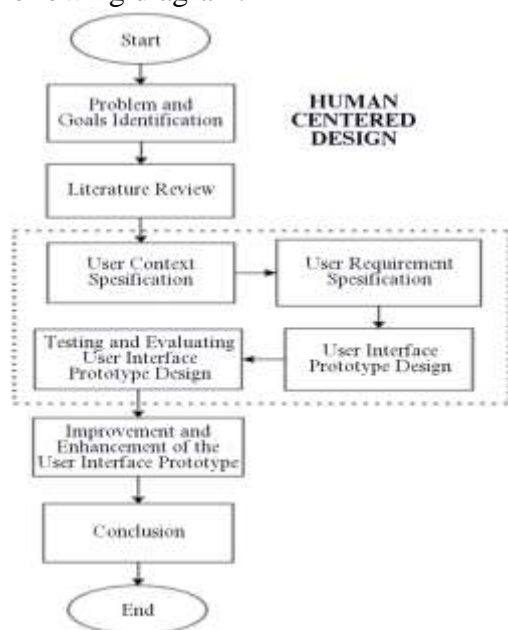 Start
Problem and
Goals Identification
HUMAN
CENTERED
DESIGN
Literature Review
User Context
Spesification
User Requirement
Spesification
User Interface
Prototype Design
Testing and Evaluating
User Interface
Prototype Design
Improvement and
Enhancement of the
User Interface Prototype
Conclusion
End